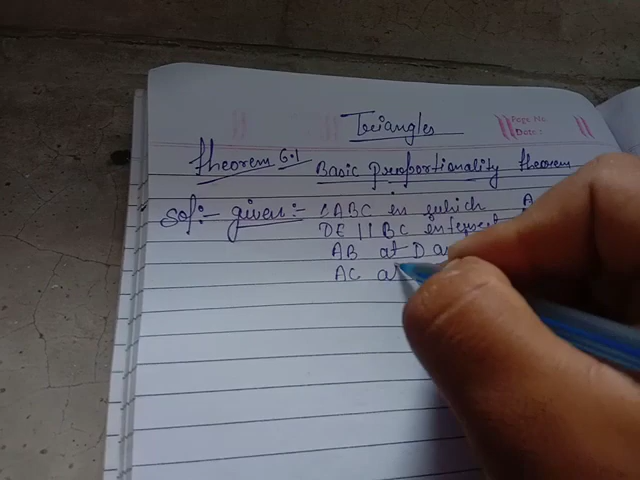 Triangles
Page No
Date:
Theorem 6.1 Basic Proportionality theorem
Sol:- given:- △ABC in which A
DE || BC intersect
AB at D a
AC at